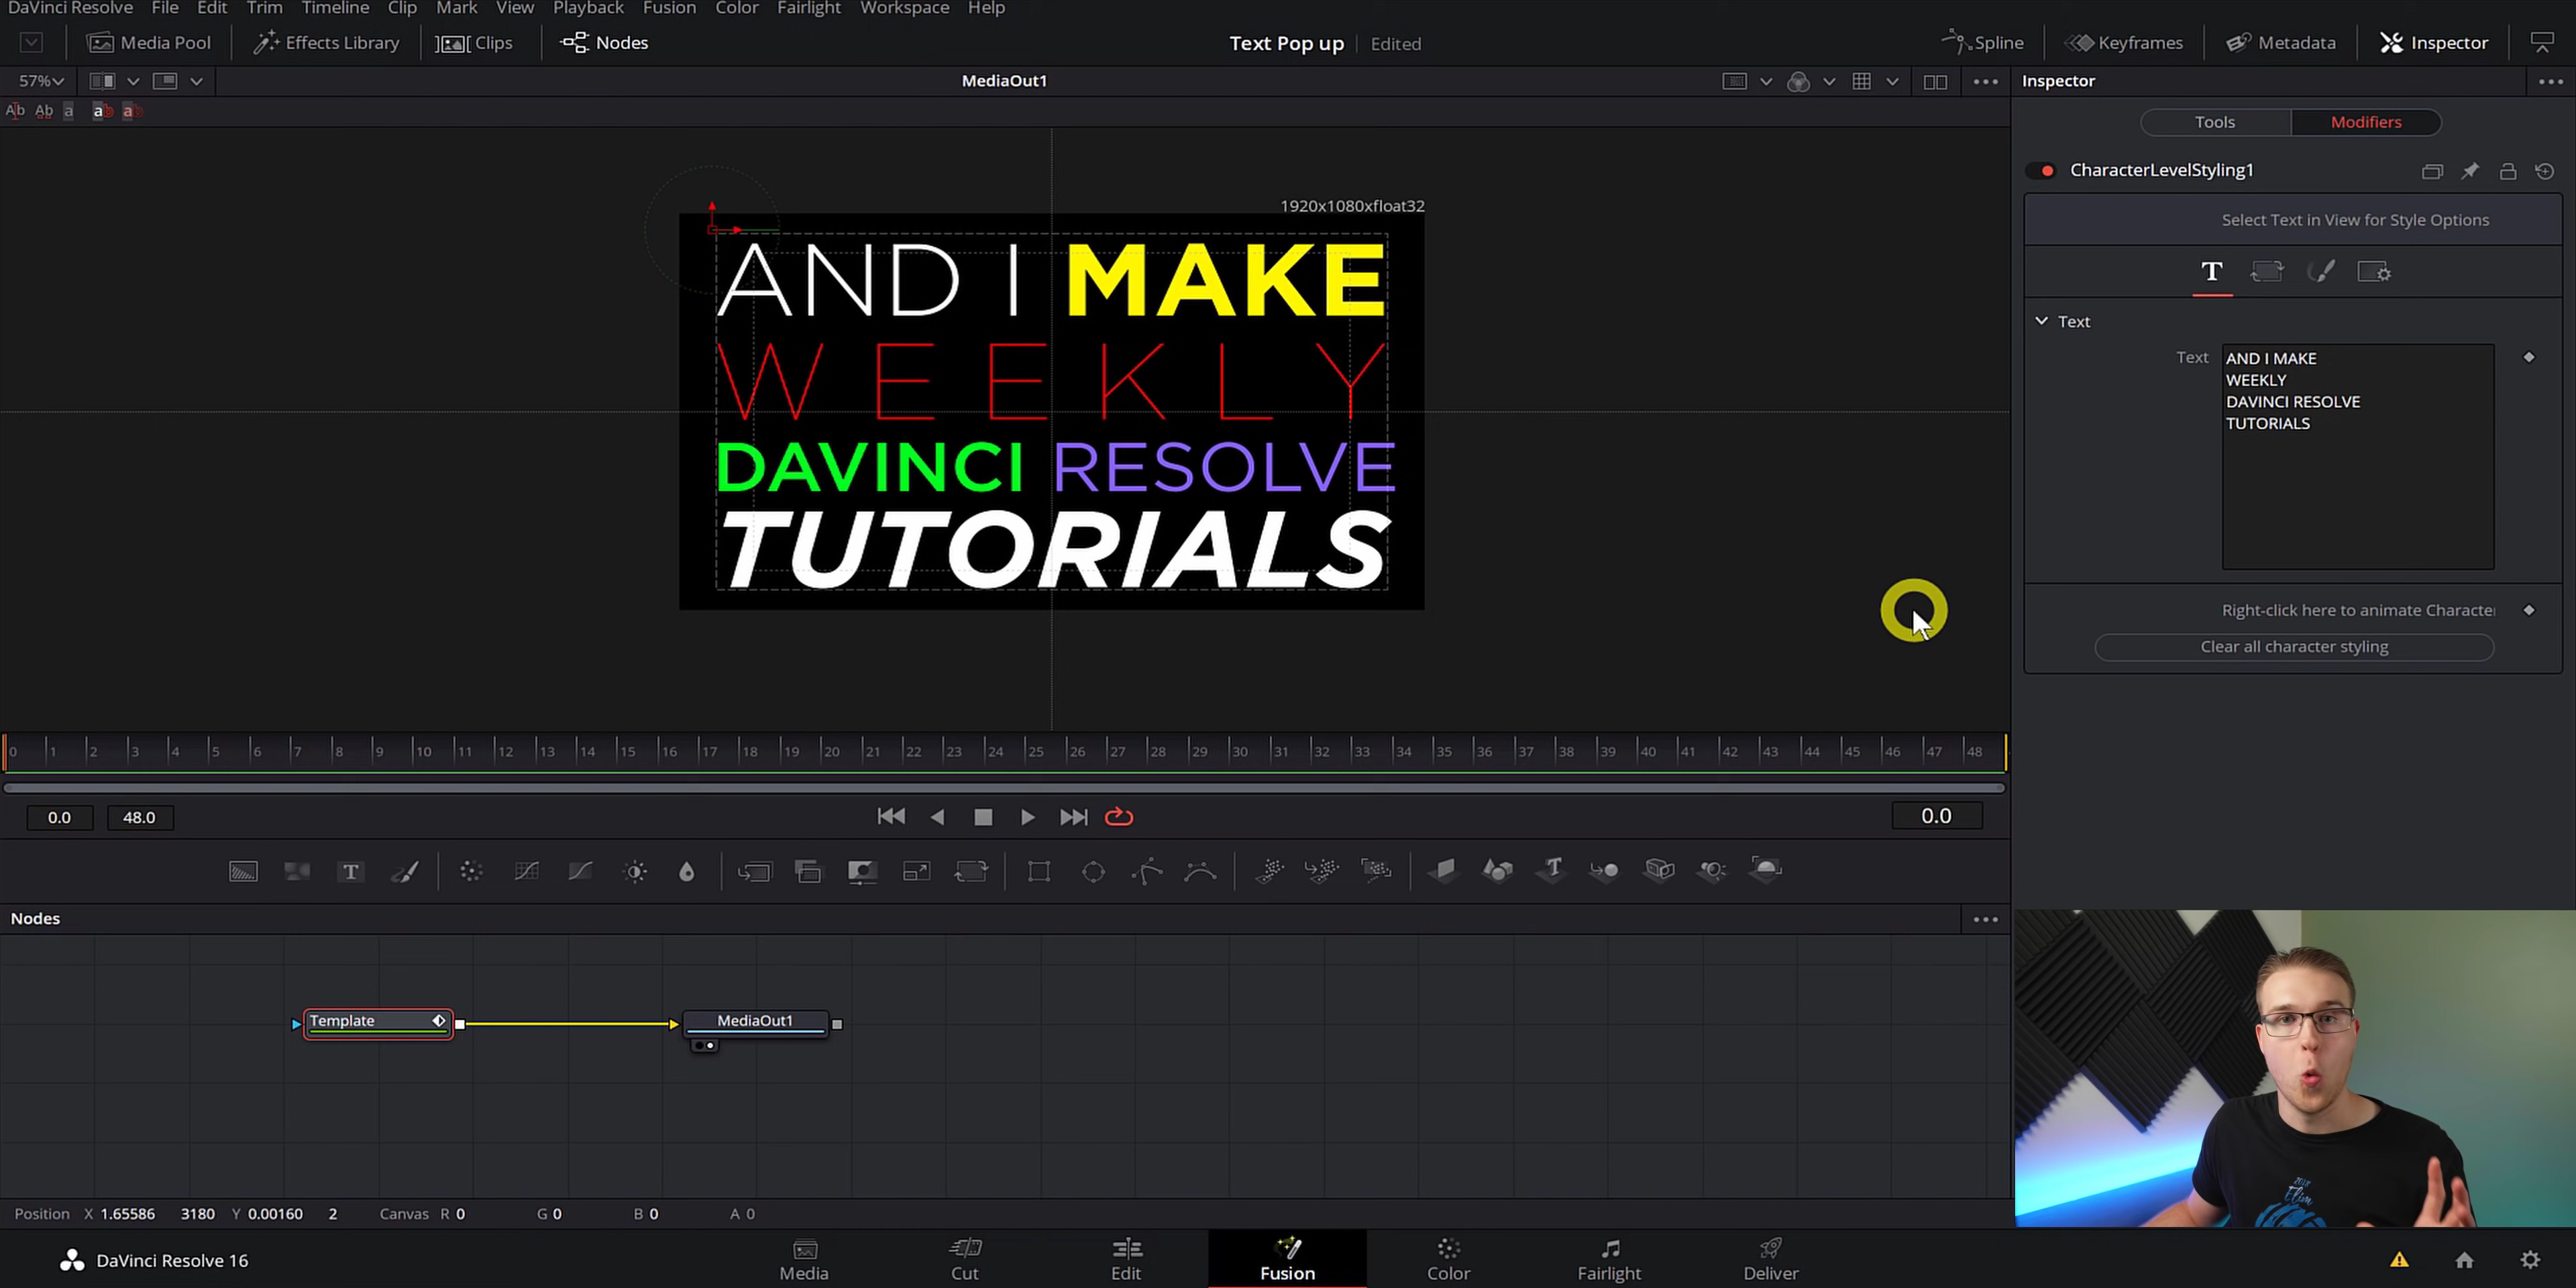 DaVinci Resolve File Edit Trim Timeline Clip Mark View Playback Fusion Color Fairlight Workspace Help
Media Pool Effects Library Clips Nodes Text Pop up Edited Spline Keyframes Metadata Inspector
57% MediaOut1 Inspector
Ab Ab a ab ab
Tools Modifiers
CharacterLevelStyling1
1920x1080xfloat32
Select Text in View for Style Options
AND I MAKE
WEEKLY
DAVINCI RESOLVE
TUTORIALS
T
Text
Text AND I MAKE
WEEKLY
DAVINCI RESOLVE
TUTORIALS
Right-click here to animate Character
Clear all character styling
0 1 2 3 4 5 6 7 8 9 10 11 12 13 14 15 16 17 18 19 20 21 22 23 24 25 26 27 28 29 30 31 32 33 34 35 36 37 38 39 40 41 42 43 44 45 46 47 48
0.0 48.0 0.0
T T
Nodes
Template MediaOut1
Position X 1.65586 3180 Y 0.00160 2 Canvas R 0 G 0 B 0 A 0
DaVinci Resolve 16 Media Cut Edit Fusion Color Fairlight Deliver